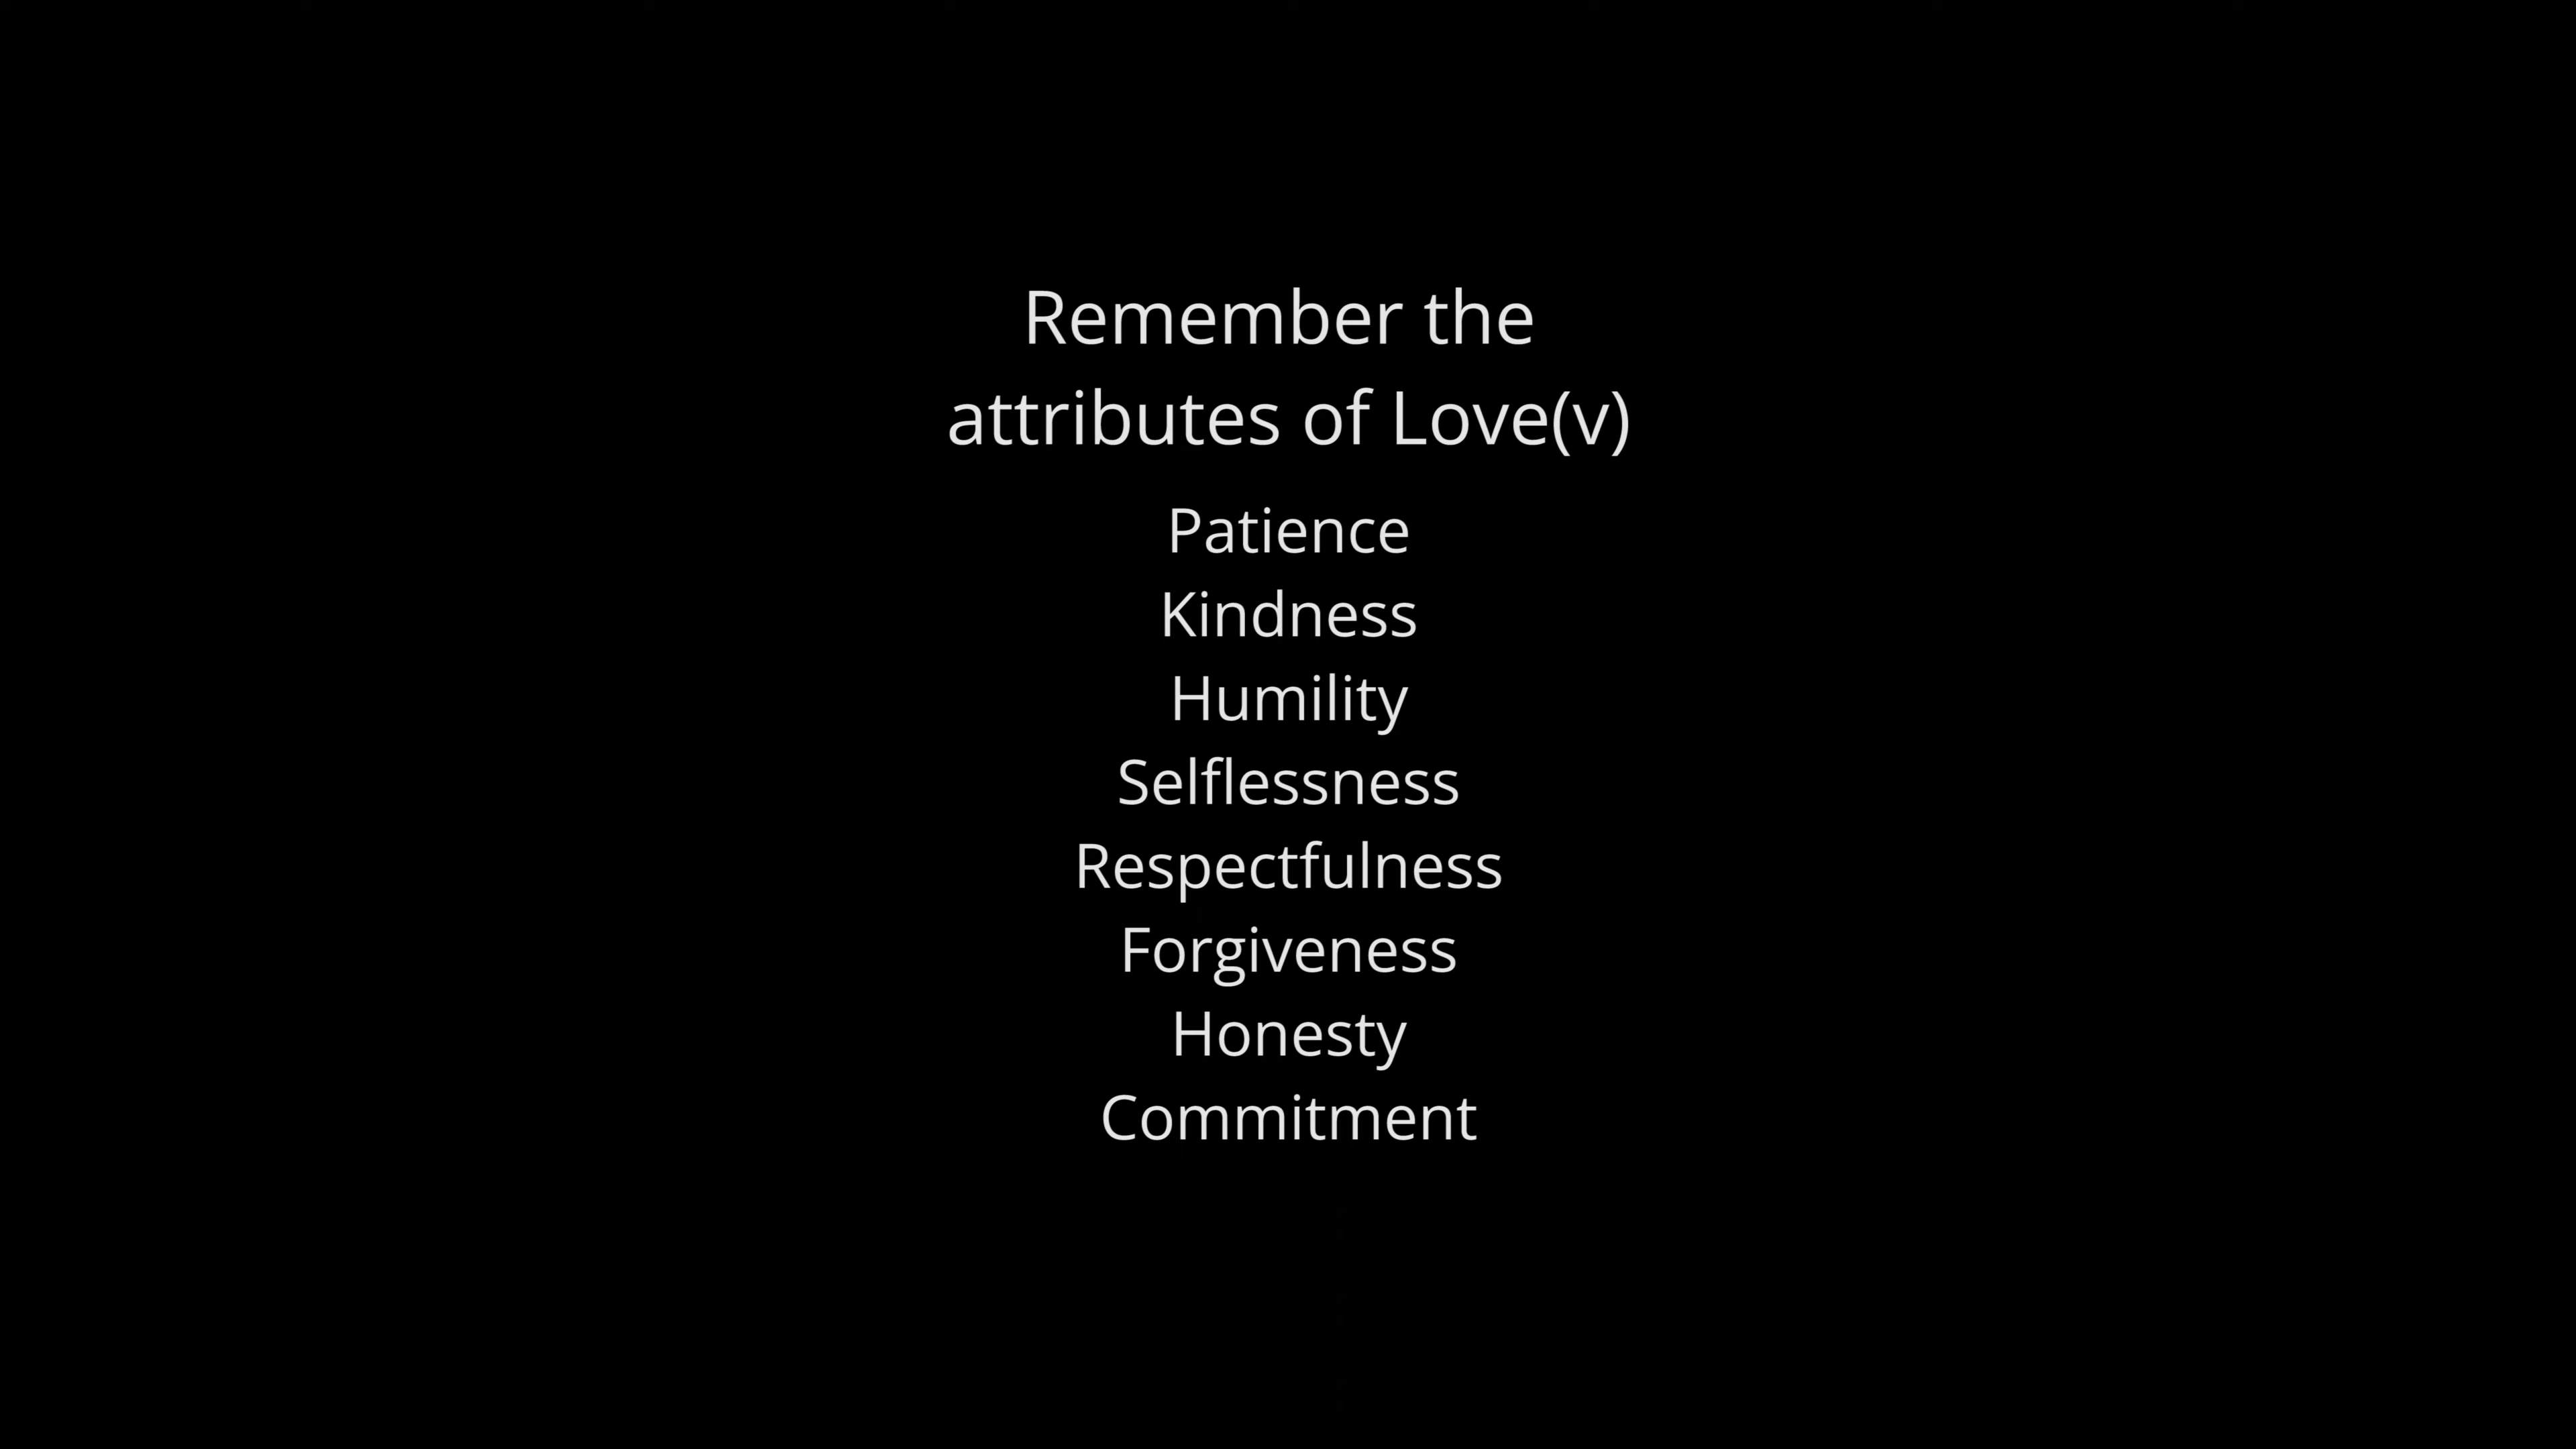 Remember the
attributes of Love(v)
Patience
Kindness
Humility
Selflessness
Respectfulness
Forgiveness
Honesty
Commitment